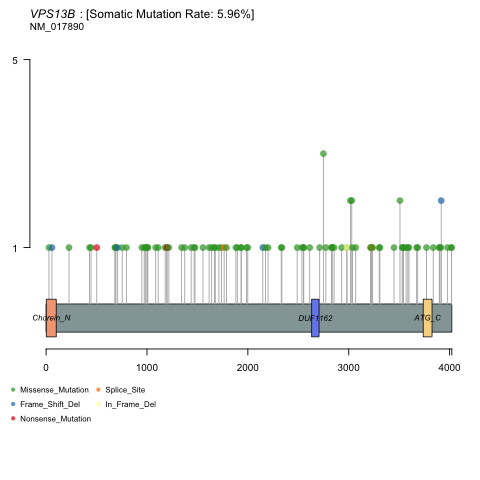 VPS13B : [Somatic Mutation Rate: 5.96%]
NM_017890
5
1
Chorein_N
DUF1162
ATG_C
0
1000
2000
3000
4000
Missense_Mutation
Splice_Site
Frame_Shift_Del
In_Frame_Del
Nonsense_Mutation